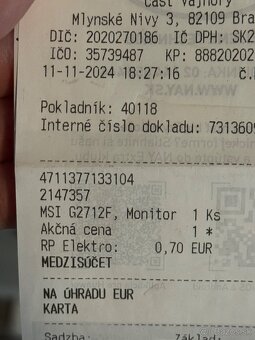 časť Vajnory
Mlynské Nivy 3, 82109 Bra
DIČ: 2020270186 IČ DPH: SK2
IČO: 35739487 KP: 88820202
11-11-2024 18:27:16 č.
Pokladník: 40118
Interné číslo dokladu: 7313609
4711377133104
2147357
MSI G2712F, Monitor 1 Ks
Akčná cena 1 *
RP Elektro: 0,70 EUR
MEDZISÚČET
NA ÚHRADU EUR
KARTA
Sadzba: Základ: